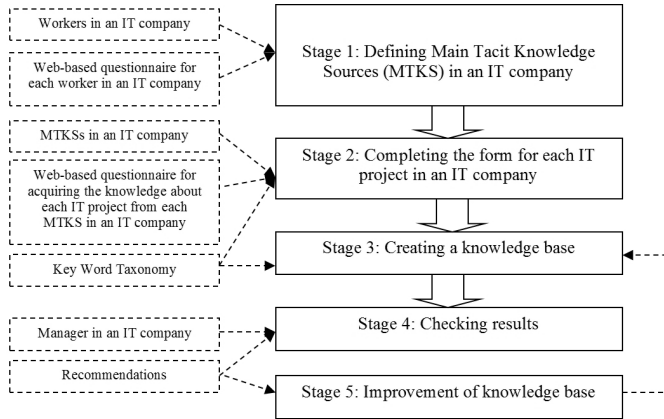 Workers in an IT company
Web-based questionnaire for
each worker in an IT company
Stage 1: Defining Main Tacit Knowledge
Sources (MTKS) in an IT company
MTKSs in an IT company
Web-based questionnaire for
acquiring the knowledge about
each IT project from each
MTKS in an IT company
Key Word Taxonomy
Stage 2: Completing the form for each IT
project in an IT company
Stage 3: Creating a knowledge base
Manager in an IT company
Recommendations
Stage 4: Checking results
Stage 5: Improvement of knowledge base